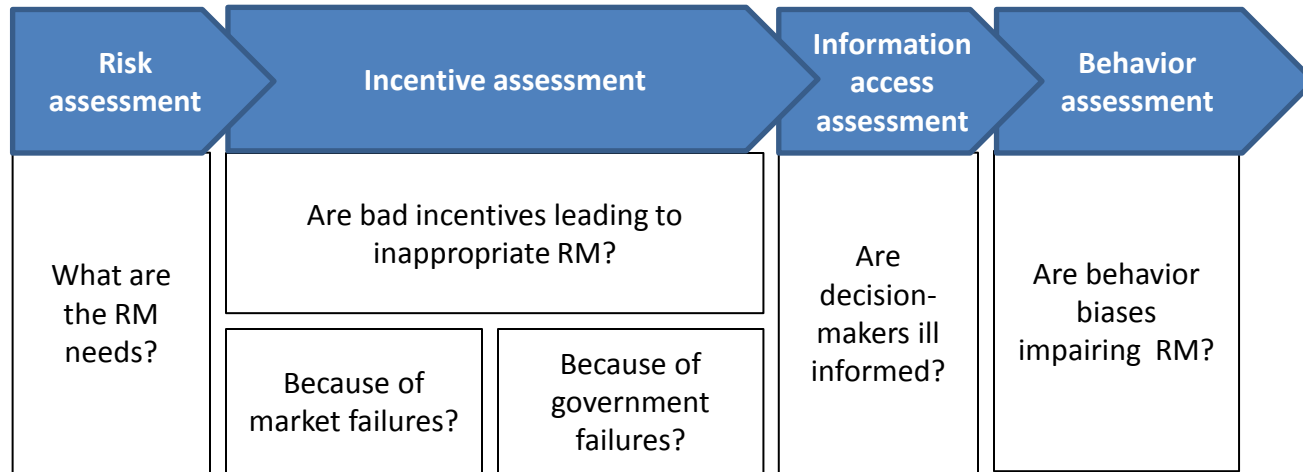 Risk
assessment
Incentive assessment
Information
access
assessment
Behavior
assessment
What are
the RM
needs?
Are bad incentives leading to
inappropriate RM?
Because of
market failures?
Because of
government
failures?
Are
decision-
makers ill
informed?
Are behavior
biases
impairing  RM?